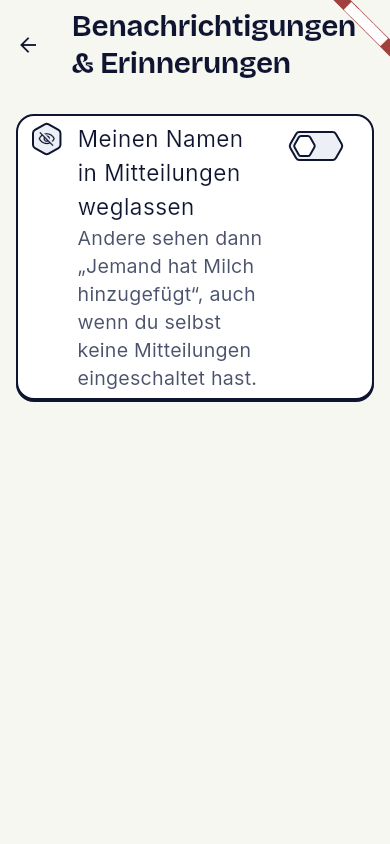 Benachrichtigungen
& Erinnerungen
Meinen Namen
in Mitteilungen
weglassen
Andere sehen dann
„Jemand hat Milch
hinzugefügt“, auch
wenn du selbst
keine Mitteilungen
eingeschaltet hast.